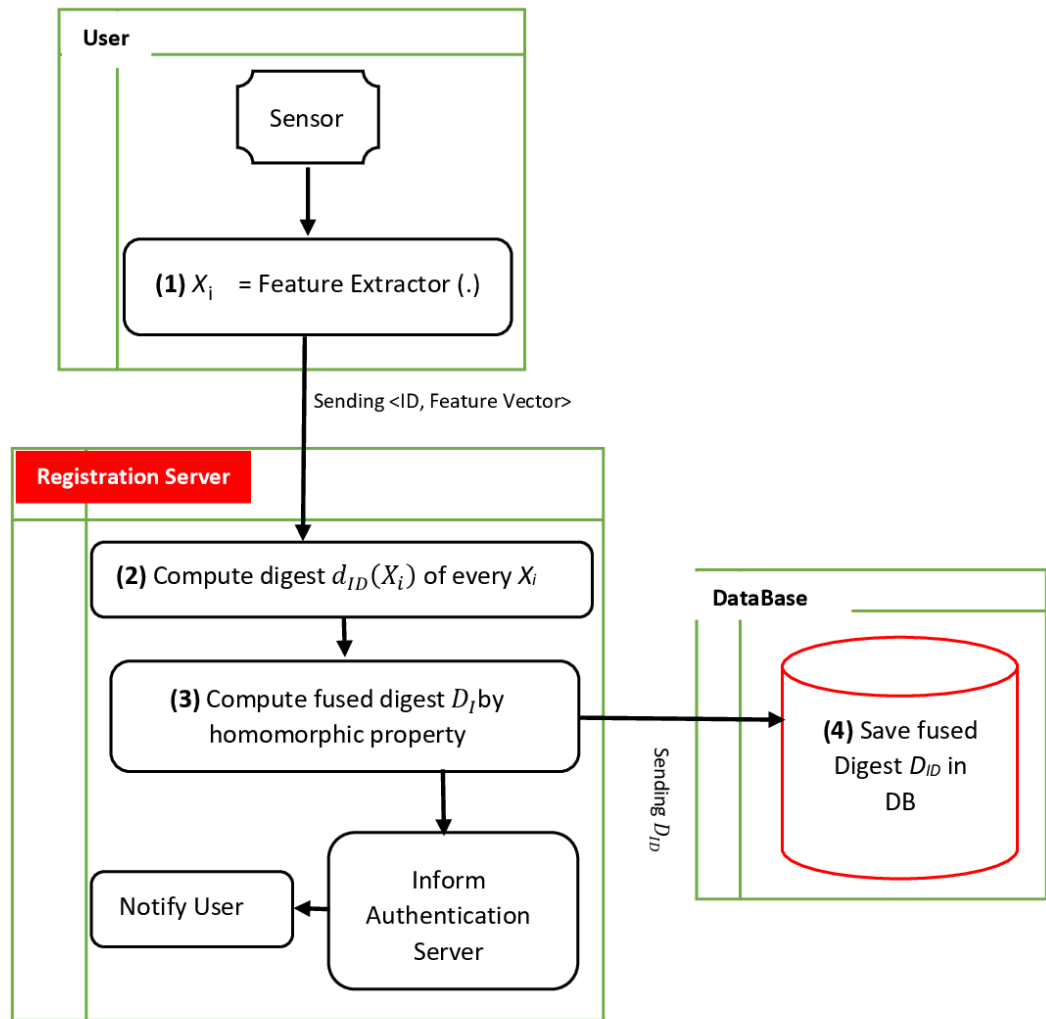 User
Sensor
(1) Xi = Feature Extractor (.)
Sending <ID, Feature Vector>
Registration Server
(2) Compute digest dID(Xi) of every Xi
(3) Compute fused digest DI by
homomorphic property
Sending DID
DataBase
(4) Save fused
Digest DID in
DB
Inform
Authentication
Server
Notify User